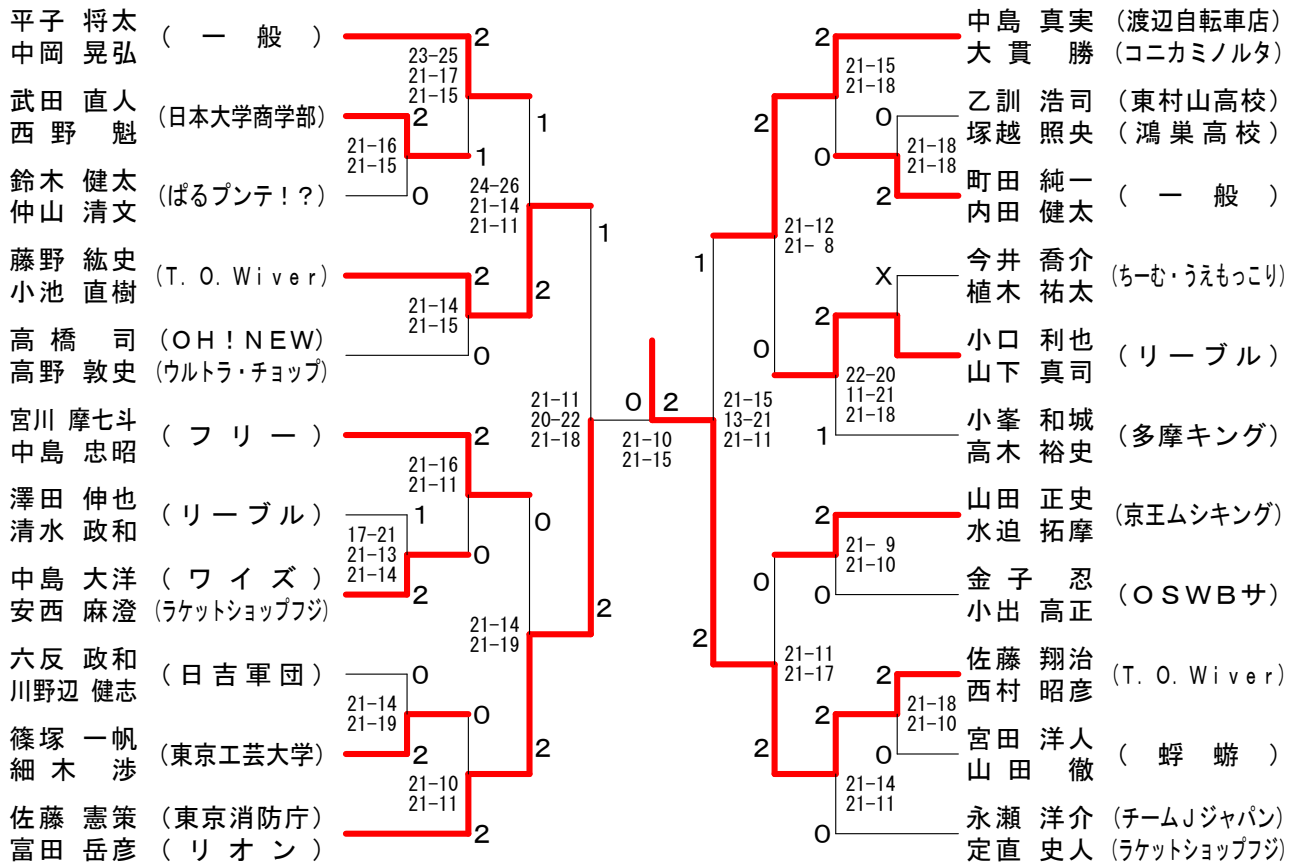 平子 将太
中岡 晃弘
( 一 般 )
2
23-25
21-17
21-15
武田 直人
西野 魁
(日本大学商学部)
2
21-16
21-15
1
1
鈴木 健太
仲山 清文
(ぱるプンテ!?)
0
24-26
21-14
21-11
1
藤野 紘史
小池 直樹
(T. O. Wiver)
2
21-14
21-15
2
高橋 司
高野 敦史
(OH!NEW)
(ウルトラ・チョップ)
0
21-11
20-22
21-18
宮川 摩七斗
中島 忠昭
(フリー)
2
21-16
21-11
澤田 伸也
清水 政和
(リーブル)
1
17-21
21-13
21-14
0
0
中島 大洋
安西 麻澄
(ワイズ)
(ラケットショップフジ)
2
21-14
21-19
2
六反 政和
川野辺 健志
(日吉軍団)
0
21-14
21-19
0
篠塚 一帆
細木 渉
(東京工芸大学)
2
21-10
21-11
2
佐藤 憲策
富田 岳彦
(東京消防庁)
(リオン)
2
0 2
21-10
21-15
2
21-15
21-18
中島 真実
大貫 勝
(渡辺自転車店)
(コニカミノルタ)
2
0
0
21-18
21-18
乙訓 浩司
塚越 照央
(東村山高校)
(鴻巣高校)
2
町田 純一
内田 健太
( 一 般 )
21-12
21- 8
1
X
今井 喬介
植木 祐太
(ちーむ・うえもっこり)
2
0
小口 利也
山下 真司
(リーブル)
22-20
11-21
21-18
21-15
13-21
21-11
1
小峯 和城
高木 裕史
(多摩キング)
2
21- 9
21-10
山田 正史
水迫 拓摩
(京王ムシキング)
0
0
金子 忍
小出 高正
(OSWBサ)
2
21-11
21-17
2
21-18
21-10
佐藤 翔治
西村 昭彦
(T. O. Wiver)
2
2
0
宮田 洋人
山田 徹
( 蜉 蝣 )
21-14
21-11
0
永瀬 洋介
定直 史人
(チームJジャパン)
(ラケットショップフジ)